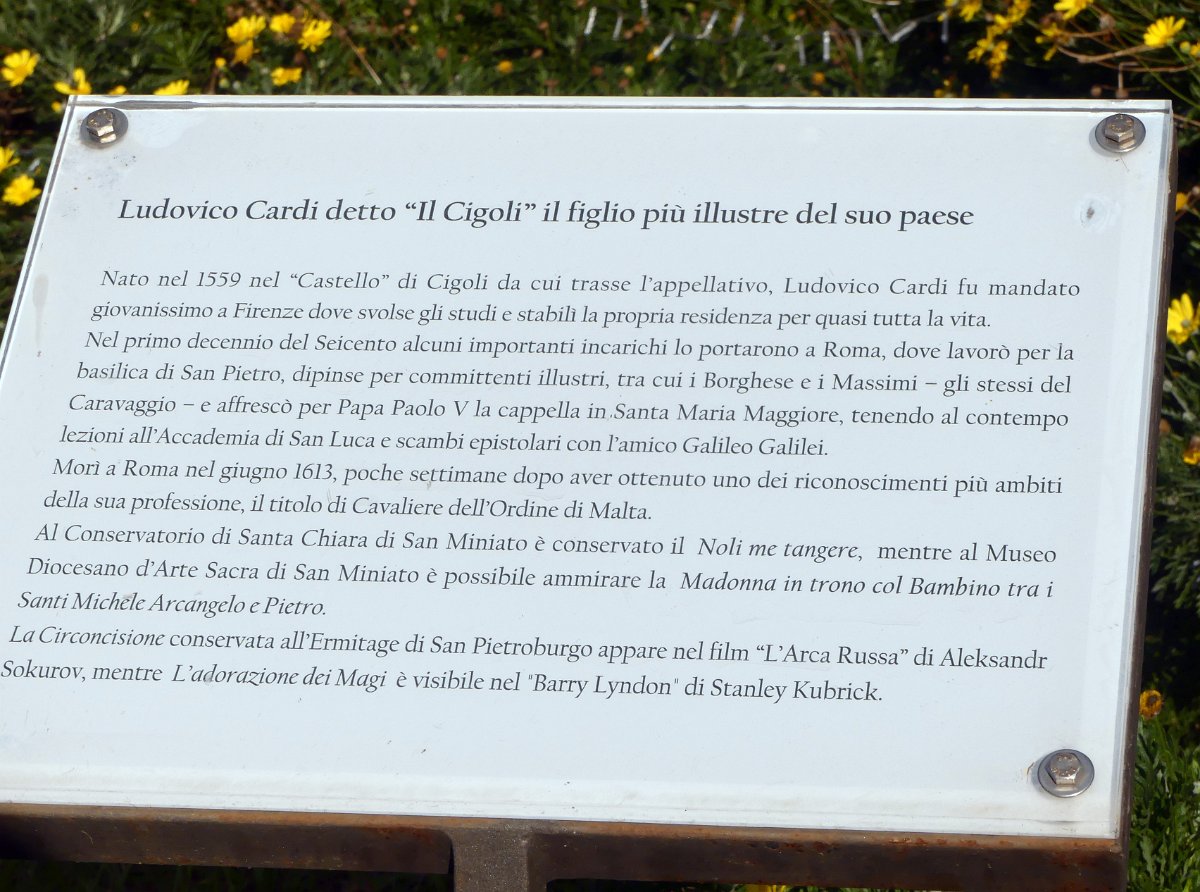 Ludovico Cardi detto “Il Cigoli” il figlio più illustre del suo paese
Nato nel 1559 nel “Castello” di Cigoli da cui trasse l’appellativo, Ludovico Cardi fu mandato
giovanissimo a Firenze dove svolse gli studi e stabilì la propria residenza per quasi tutta la vita.
Nel primo decennio del Seicento alcuni importanti incarichi lo portarono a Roma, dove lavorò per la
basilica di San Pietro, dipinse per committenti illustri, tra cui i Borghese e i Massimi – gli stessi del
Caravaggio – e affrescò per Papa Paolo V la cappella in Santa Maria Maggiore, tenendo al contempo
lezioni all’Accademia di San Luca e scambi epistolari con l’amico Galileo Galilei.
Morì a Roma nel giugno 1613, poche settimane dopo aver ottenuto uno dei riconoscimenti più ambiti
della sua professione, il titolo di Cavaliere dell’Ordine di Malta.
Al Conservatorio di Santa Chiara di San Miniato è conservato il Noli me tangere, mentre al Museo
Diocesano d’Arte Sacra di San Miniato è possibile ammirare la Madonna in trono col Bambino tra i
Santi Michele Arcangelo e Pietro.
La Circoncisione conservata all’Ermitage di San Pietroburgo appare nel film “L’Arca Russa” di Aleksandr
Sokurov, mentre L’adorazione dei Magi è visibile nel "Barry Lyndon" di Stanley Kubrick.